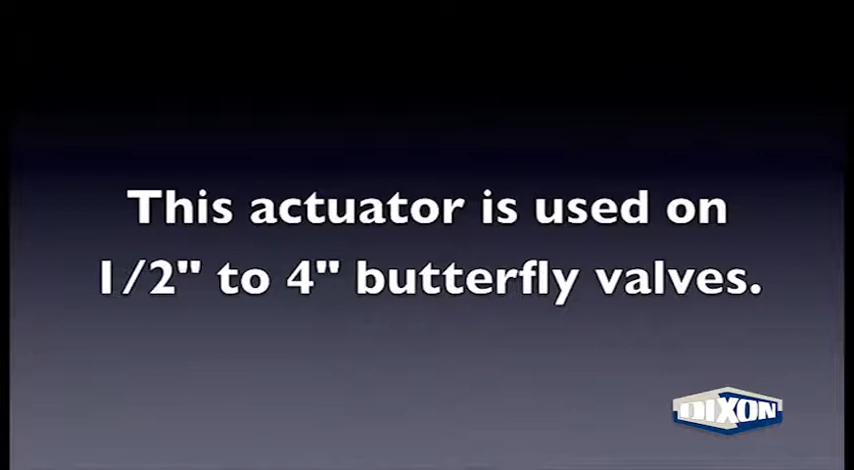 This actuator is used on
1/2" to 4" butterfly valves.
DIXON